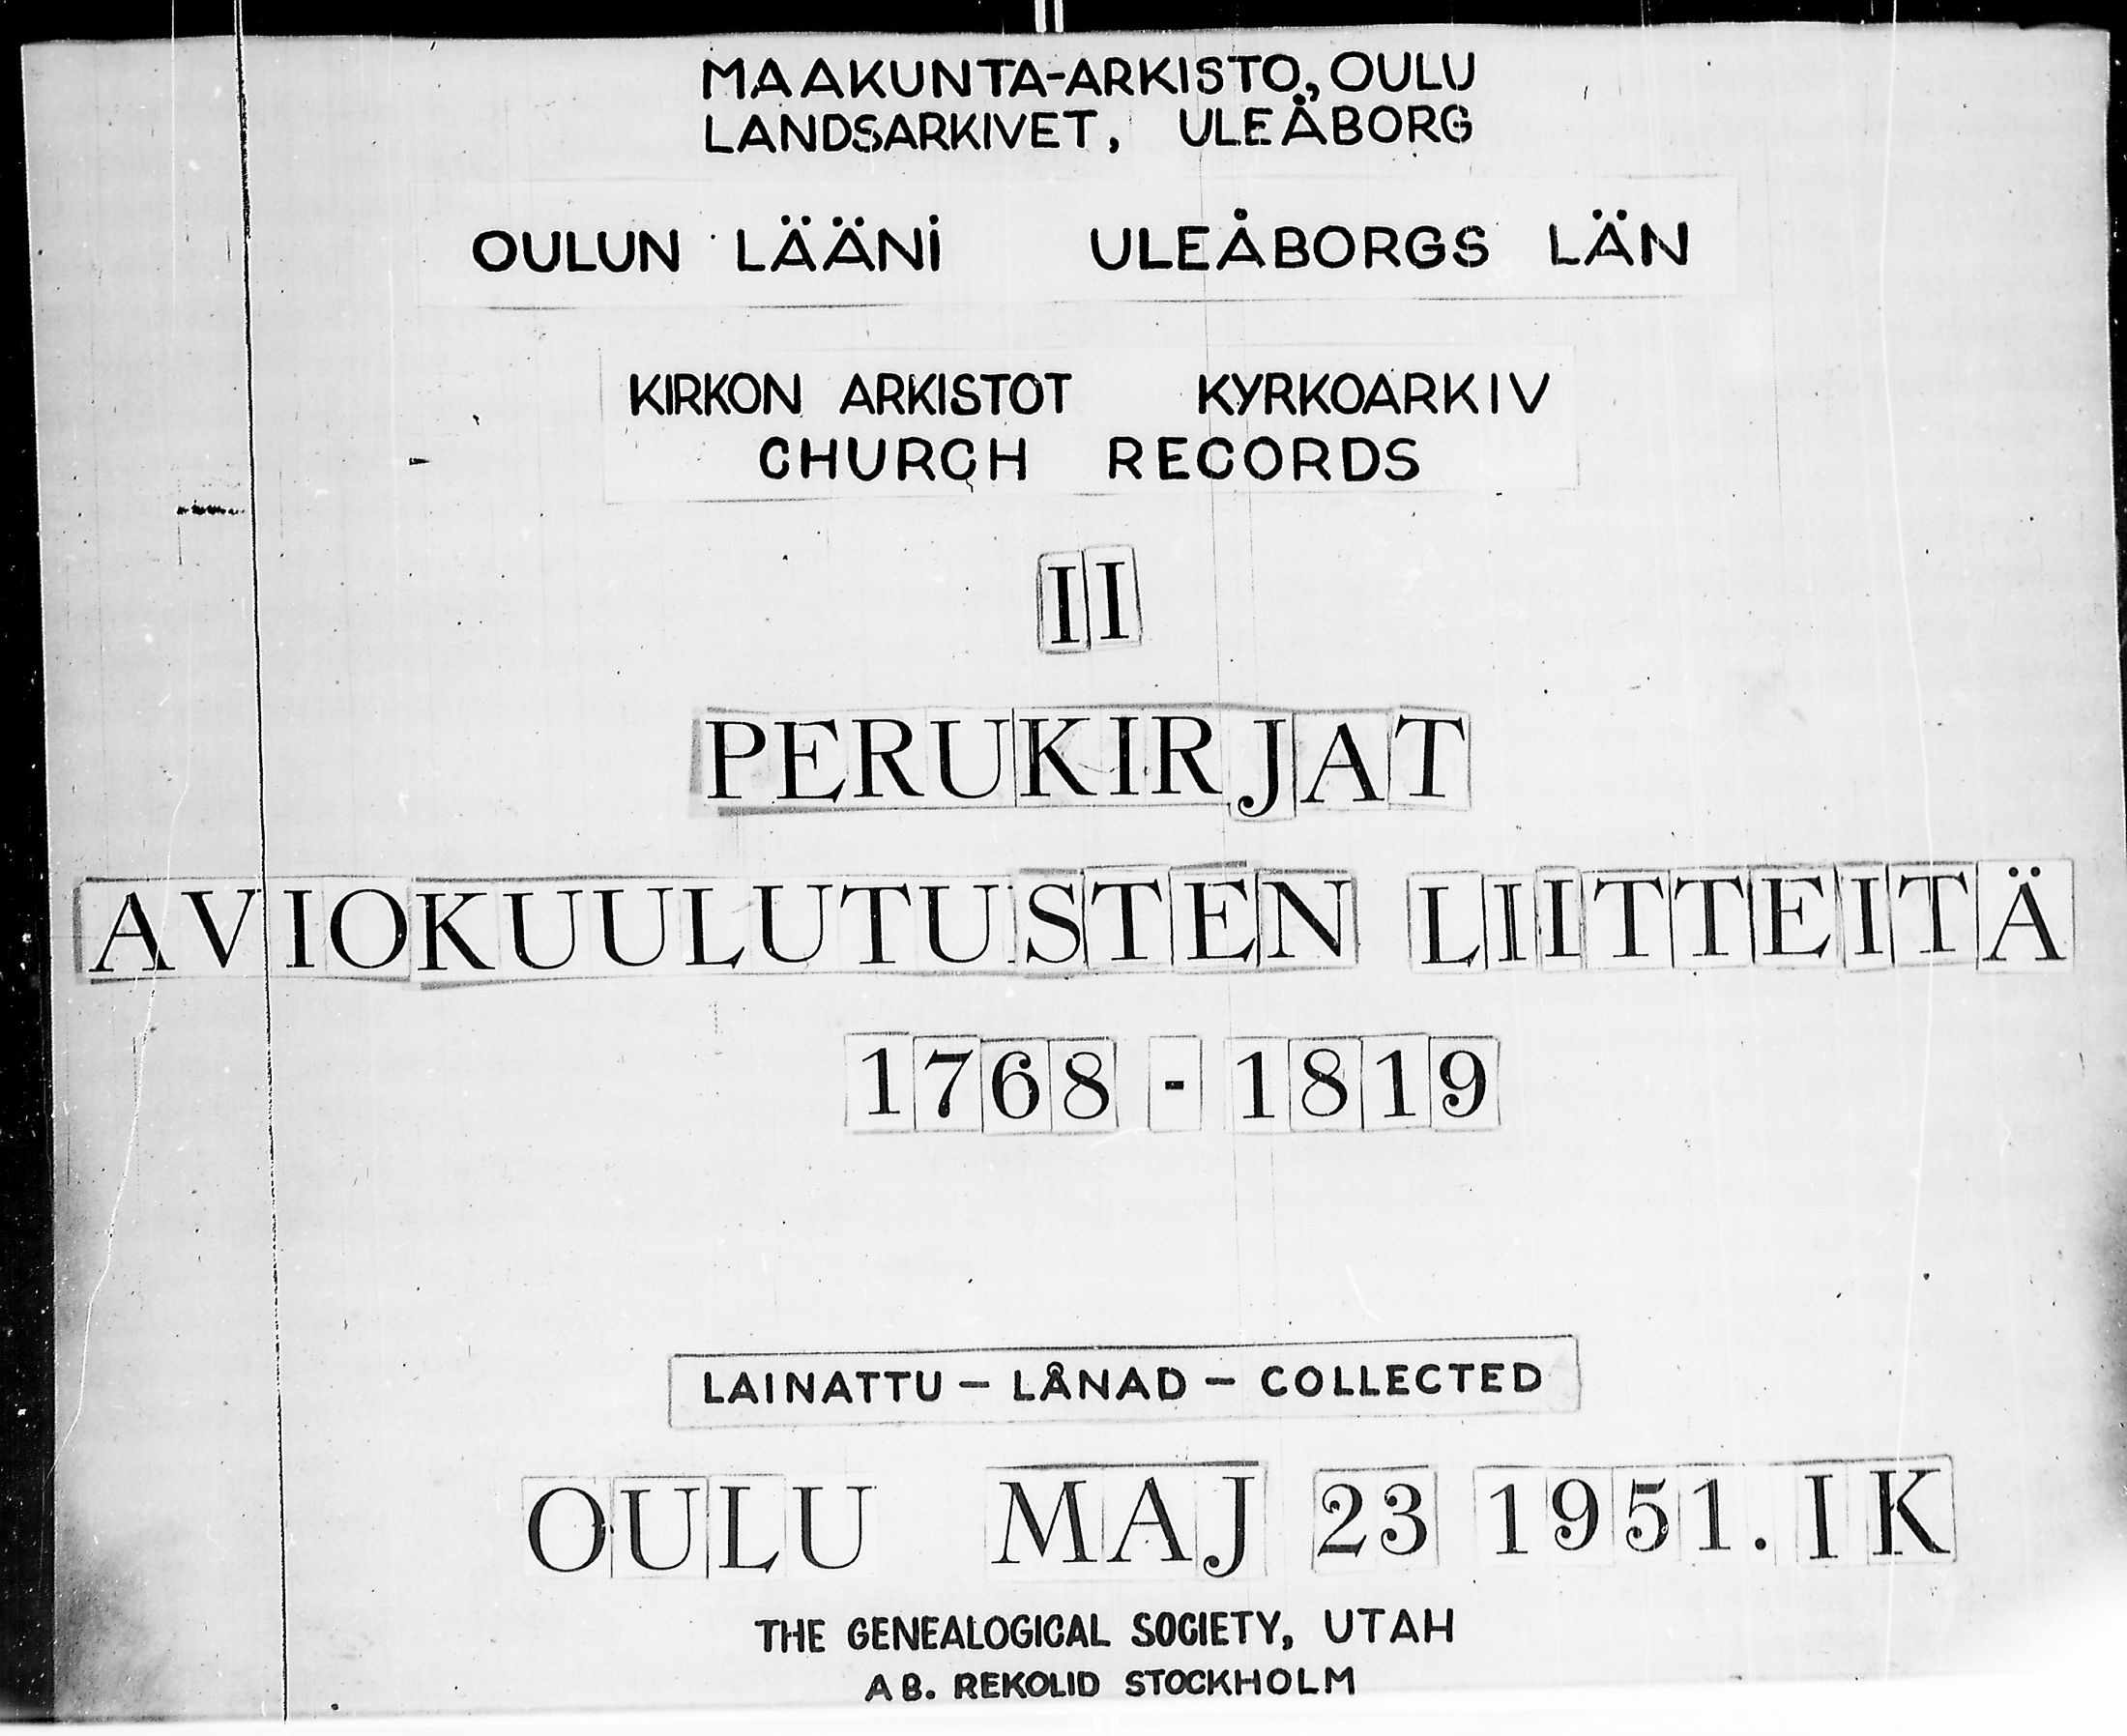 MAAKUNTA-ARKISTO, OULU
LANDSARKIVET, ULEÅBORG
OULUN LÄÄNI ULEÅBORGS LÄN
KIRKON ARKISTOT KYRKOARKIV
CHURCH RECORDS
II
PERUKIRJAT
AVIOKUULUTUSTEN LIITTEITÄ
1768 - 1819
LAINATTU - LÅNAD - COLLECTED
OULU MAJ 23 1951. IK
THE GENEALOGICAL SOCIETY, UTAH
AB. REKOLID STOCKHOLM